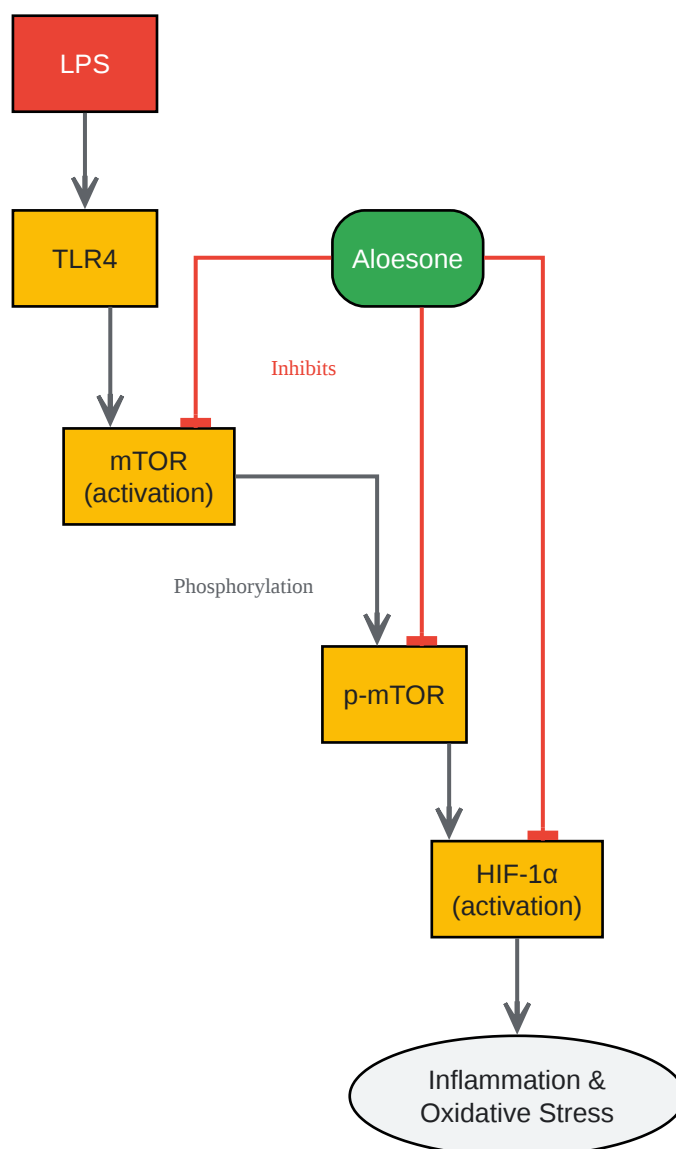 LPS
TLR4
Aloesone
Inhibits
mTOR
(activation)
Phosphorylation
p-mTOR
HIF-1α
(activation)
Inflammation &
Oxidative Stress